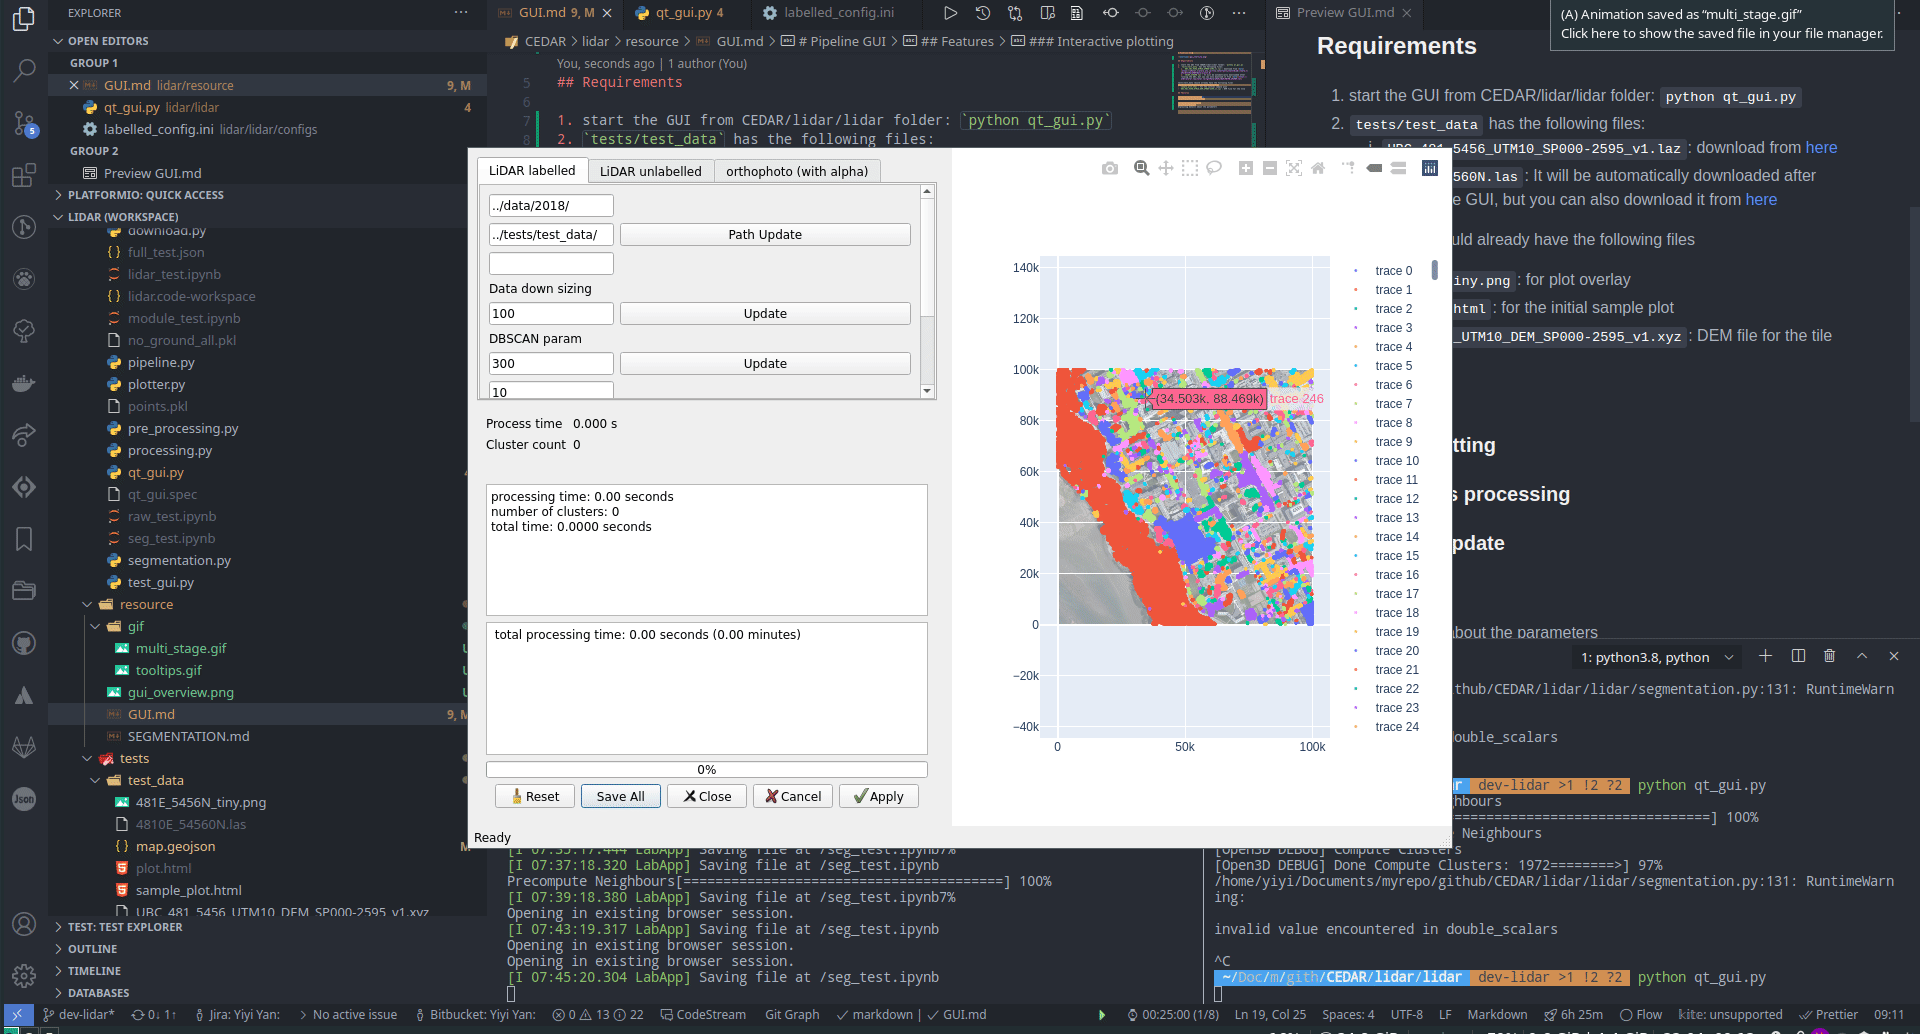 EXPLORER
OPEN EDITORS
GROUP 1
GUI.md lidar/resource 9, M
qt_gui.py lidar/lidar 4
labelled_config.ini lidar/lidar/configs
GROUP 2
Preview GUI.md
PLATFORMIO: QUICK ACCESS
LIDAR (WORKSPACE)
download.py
full_test.json
lidar_test.ipynb
lidar.code-workspace
module_test.ipynb
no_ground_all.pkl
pipeline.py
plotter.py
points.pkl
pre_processing.py
processing.py
qt_gui.py
qt_gui.spec
raw_test.ipynb
seg_test.ipynb
segmentation.py
test_gui.py
resource
gif
multi_stage.gif
tooltips.gif
gui_overview.png
GUI.md 9, M
SEGMENTATION.md
tests
test_data
481E_5456N_tiny.png
4810E_54560N.las
map.geojson
plot.html
sample_plot.html
UBC_481_5456_UTM10_DEM_SP000-2595_v1.xyz
TEST: TEST EXPLORER
OUTLINE
TIMELINE
DATABASES
5
Json
GUI.md 9, M
qt_gui.py 4
labelled_config.ini
CEDAR > lidar > resource > GUI.md > # Pipeline GUI > ## Features > ### Interactive plotting
You, seconds ago | 1 author (You)
5 ## Requirements
6
7 1. start the GUI from CEDAR/lidar/lidar folder: `python qt_gui.py`
8 2. `tests/test_data` has the following files:
Preview GUI.md
(A) Animation saved as “multi_stage.gif”
Click here to show the saved file in your file manager.
Requirements
1. start the GUI from CEDAR/lidar/lidar folder: python qt_gui.py
2. tests/test_data has the following files:
UBC_481_5456_UTM10_SP000-2595_v1.laz : download from here
560N.las : It will be automatically downloaded after
e GUI, but you can also download it from here
uld already have the following files
iny.png : for plot overlay
html : for the initial sample plot
_UTM10_DEM_SP000-2595_v1.xyz : DEM file for the tile
tting
s processing
pdate
about the parameters
LiDAR labelled
LiDAR unlabelled
orthophoto (with alpha)
../data/2018/
../tests/test_data/
Path Update
Data down sizing
100
Update
DBSCAN param
300
Update
10
Process time 0.000 s
Cluster count 0
processing time: 0.00 seconds
number of clusters: 0
total time: 0.0000 seconds
total processing time: 0.00 seconds (0.00 minutes)
0%
Reset
Save All
Close
Cancel
Apply
Ready
140k
120k
100k
80k
60k
40k
20k
0
−20k
−40k
0
50k
100k
(34.503k, 88.469k) trace 246
trace 0
trace 1
trace 2
trace 3
trace 4
trace 5
trace 6
trace 7
trace 8
trace 9
trace 10
trace 11
trace 12
trace 13
trace 14
trace 15
trace 16
trace 17
trace 18
trace 19
trace 20
trace 21
trace 22
trace 23
trace 24
[I 07:37:18.320 LabApp] Saving file at /seg_test.ipynb
Precompute Neighbours[========================================] 100%
[I 07:39:18.380 LabApp] Saving file at /seg_test.ipynb7%
Opening in existing browser session.
[I 07:43:19.317 LabApp] Saving file at /seg_test.ipynb
Opening in existing browser session.
Opening in existing browser session.
[I 07:45:20.304 LabApp] Saving file at /seg_test.ipynb
1: python3.8, python
thub/CEDAR/lidar/lidar/segmentation.py:131: RuntimeWarn
ouble_scalars
ar dev-lidar >1 !2 ?2 python qt_gui.py
hbours
================================] 100%
Neighbours
[Open3D DEBUG] Compute Clusters
[Open3D DEBUG] Done Compute Clusters: 1972========>] 97%
/home/yiyi/Documents/myrepo/github/CEDAR/lidar/lidar/segmentation.py:131: RuntimeWarn
ing:
invalid value encountered in double_scalars
^C
~/Doc/m/gith/CEDAR/lidar/lidar dev-lidar >1 !2 ?2 python qt_gui.py
dev-lidar* 0↓ 1↑ Jira: Yiyi Yan: No active issue Bitbucket: Yiyi Yan: 0 13 22 CodeStream Git Graph markdown | GUI.md 00:25:00 (1/8) Ln 19, Col 25 Spaces: 4 UTF-8 LF Markdown 6h 25m Flow kite: unsupported Prettier 09:11